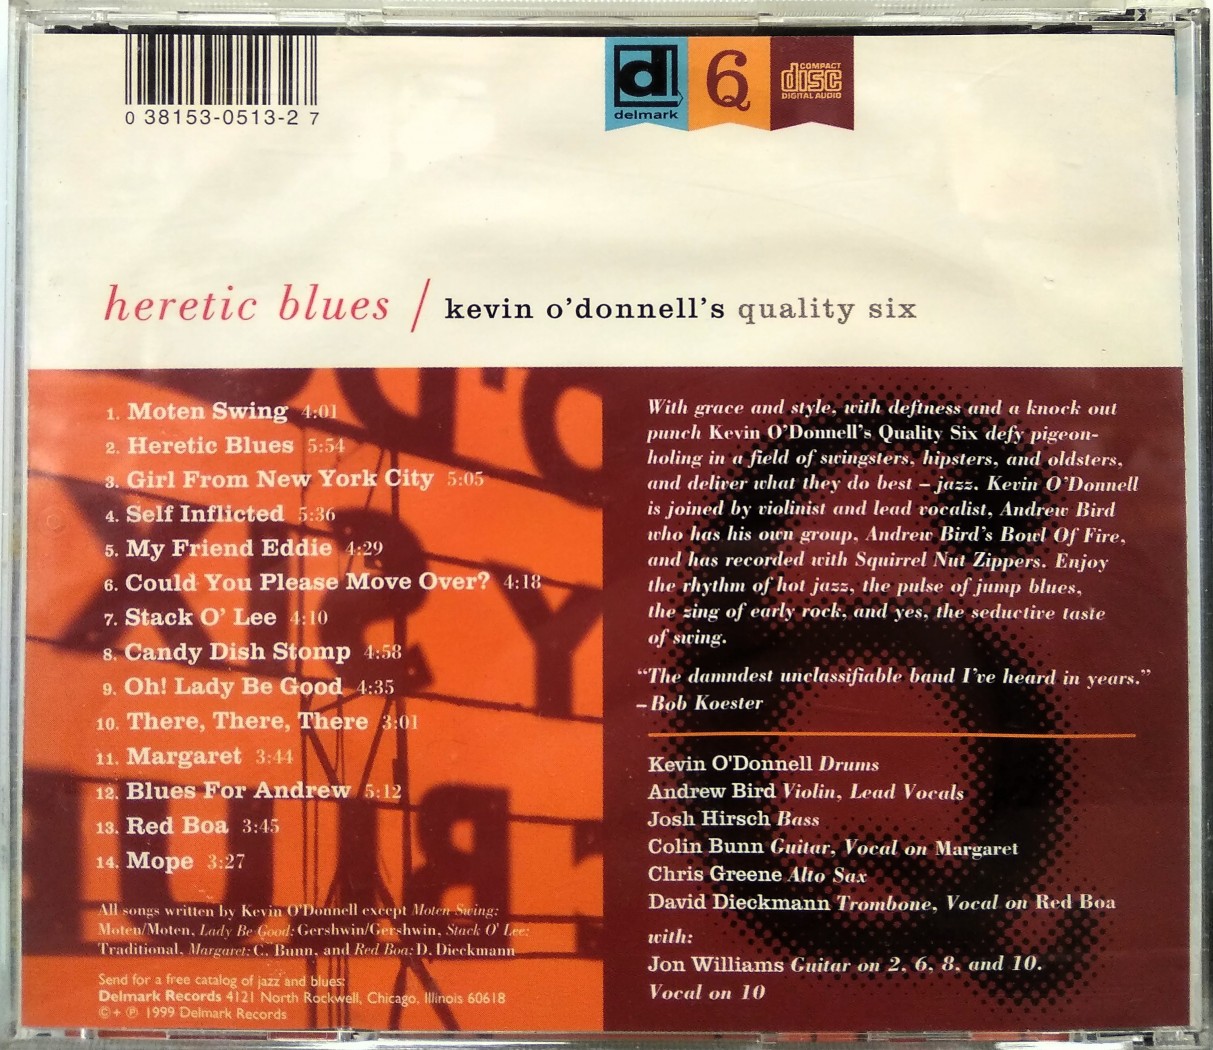 0 38153-0513-2 7
d
delmark
6
COMPACT
disc
DIGITAL AUDIO
heretic blues / kevin o'donnell's quality six
1. Moten Swing 4:01
2. Heretic Blues 5:54
3. Girl From New York City 5:05
4. Self Inflicted 5:36
5. My Friend Eddie 4:29
6. Could You Please Move Over? 4:18
7. Stack O' Lee 4:10
8. Candy Dish Stomp 4:58
9. Oh! Lady Be Good 4:35
10. There, There, There 3:01
11. Margaret 3:44
12. Blues For Andrew 5:12
13. Red Boa 3:45
14. Mope 3:27
All songs written by Kevin O'Donnell except Moten Swing:
Moten/Moten, Lady Be Good: Gershwin/Gershwin, Stack O' Lee:
Traditional, Margaret: C. Bunn, and Red Boa: D. Dieckmann
Send for a free catalog of jazz and blues:
Delmark Records 4121 North Rockwell, Chicago, Illinois 60618
©+℗ 1999 Delmark Records
With grace and style, with deftness and a knock out
punch Kevin O'Donnell's Quality Six defy pigeon-
holing in a field of swingsters, hipsters, and oldsters,
and deliver what they do best – jazz. Kevin O'Donnell
is joined by violinist and lead vocalist, Andrew Bird
who has his own group, Andrew Bird's Bowl Of Fire,
and has recorded with Squirrel Nut Zippers. Enjoy
the rhythm of hot jazz, the pulse of jump blues,
the zing of early rock, and yes, the seductive taste
of swing.
"The damndest unclassifiable band I've heard in years."
–Bob Koester
Kevin O'Donnell Drums
Andrew Bird Violin, Lead Vocals
Josh Hirsch Bass
Colin Bunn Guitar, Vocal on Margaret
Chris Greene Alto Sax
David Dieckmann Trombone, Vocal on Red Boa
with:
Jon Williams Guitar on 2, 6, 8, and 10.
Vocal on 10